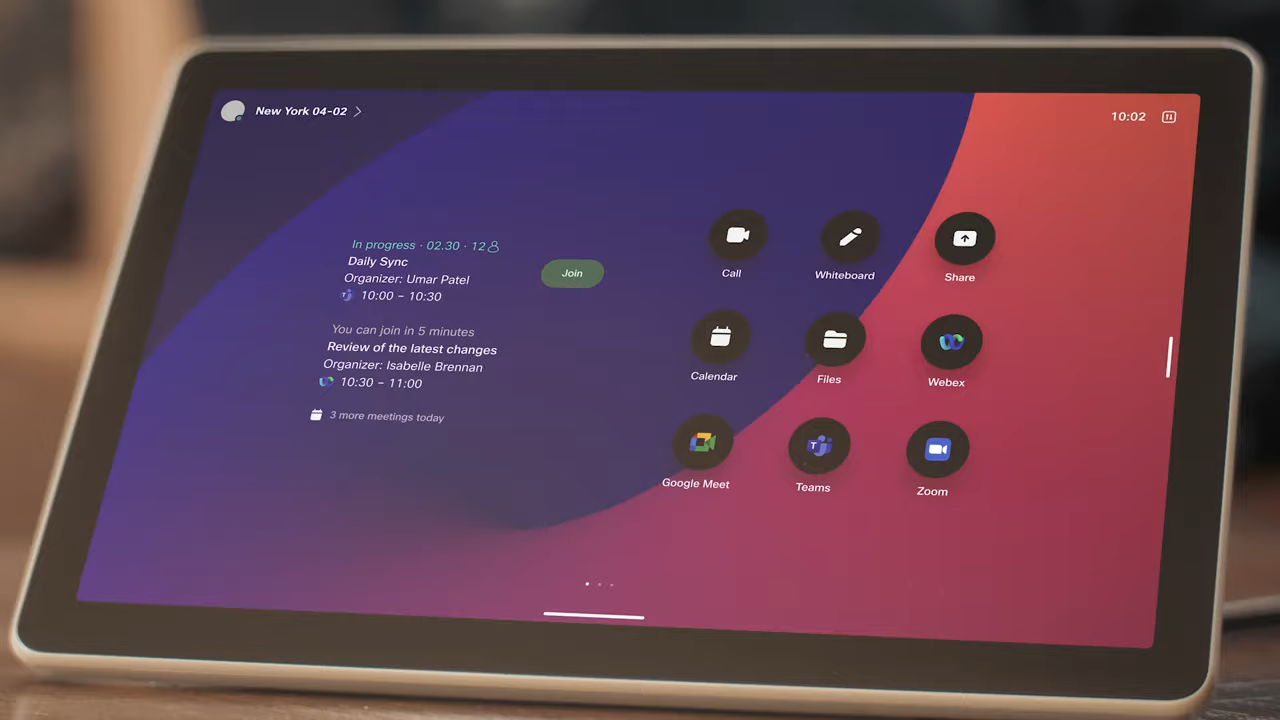 New York 04-02
10:02
In progress · 02.30 · 12
Daily Sync
Organizer: Umar Patel
T
10:00 - 10:30
Join
You can join in 5 minutes
Review of the latest changes
Organizer: Isabelle Brennan
10:30 - 11:00
3 more meetings today
Call
Whiteboard
Share
Calendar
Files
Webex
T
Google Meet
Teams
Zoom